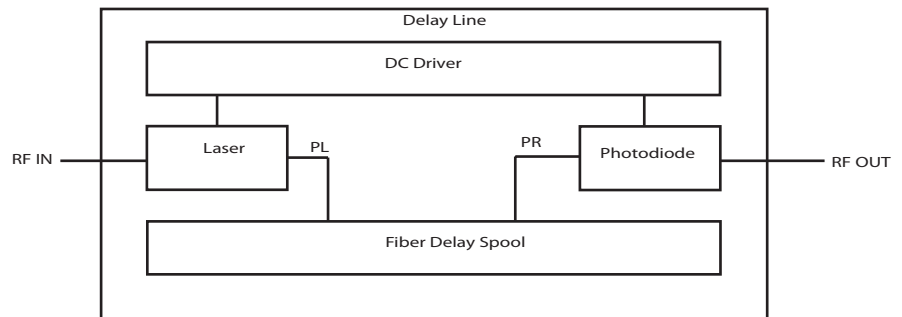 Delay Line
DC Driver
Laser
PL
PR
Photodiode
RF IN
RF OUT
Fiber Delay Spool